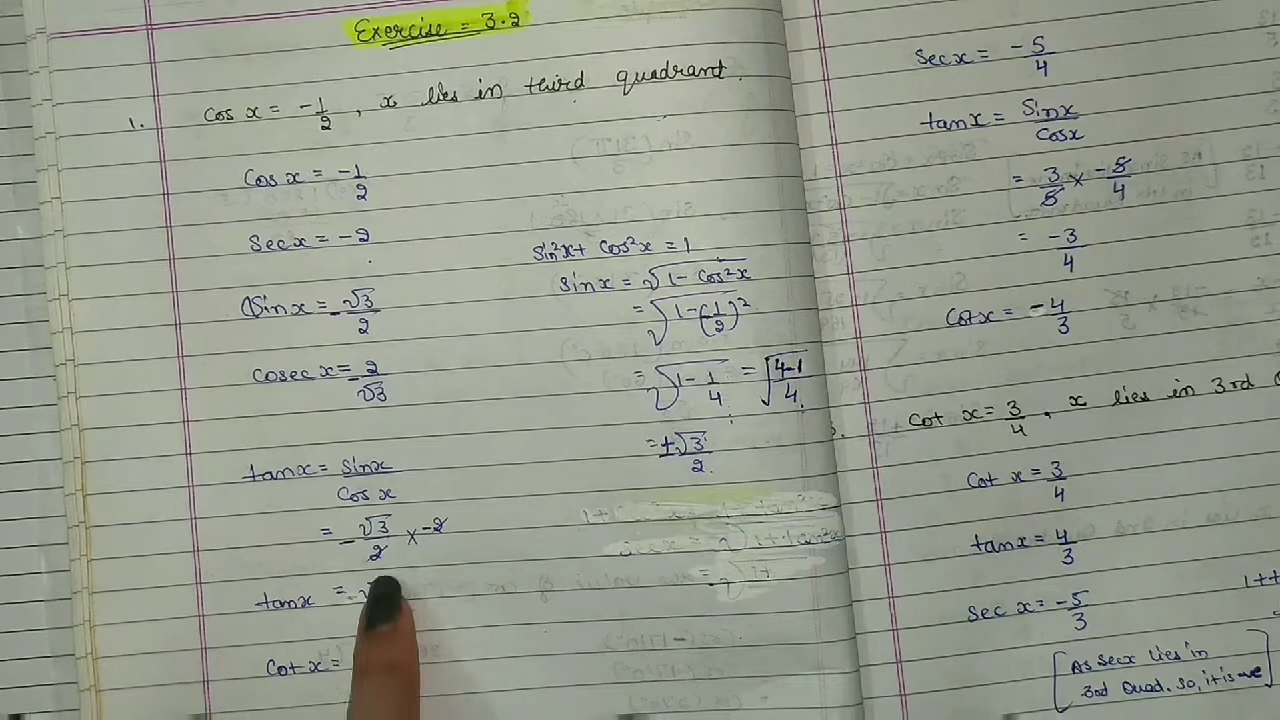 Exercise = 3.2
1. cos x = -1/2, x lies in third quadrant.
cos x = -1/2
sec x = -2
sin x = -√3/2
cosec x = -2/√3
tan x = sin x/cos x
= -√3/2 × -2
tan x =
cot x =
sin²x + cos²x = 1
sin x = √1 - cos²x
= √1-(1/2)²
= √1-1/4 = √4-1/4
= ±√3/2
sec x = -5/4
tan x = sin x/cos x
= 3/5 × -5/4
= -3/4
cot x = -4/3
cot x = 3/4, x lies in 3rd
cot x = 3/4
tan x = 4/3
sec x = -5/3
[As sec x lies in
3rd Quad. so, it is -ve]